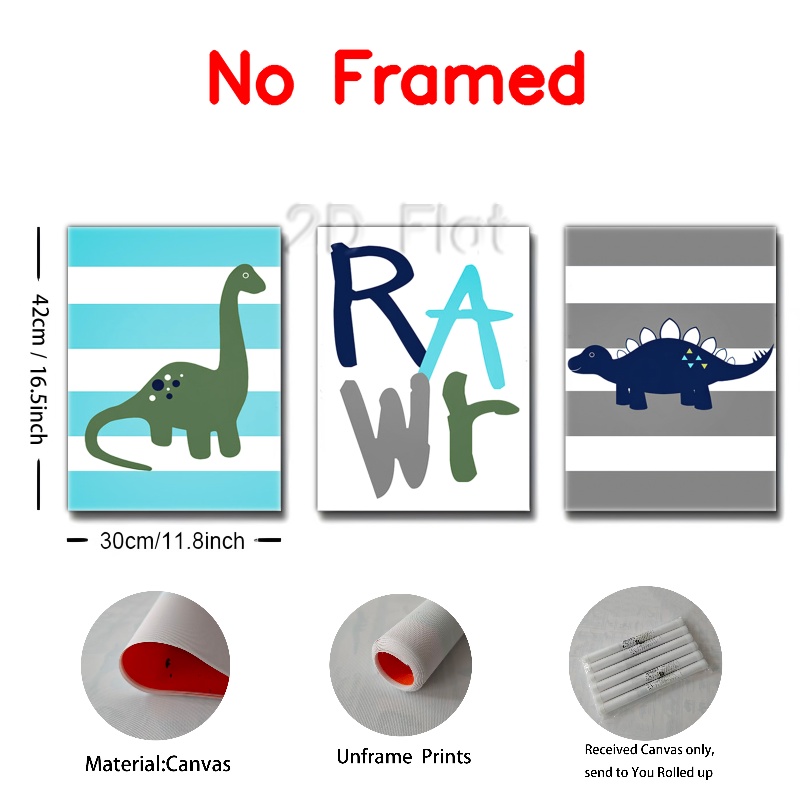 No Framed
2D Flat
42cm / 16.5inch
RA
Wr
30cm/11.8inch
Material:Canvas
Unframe Prints
Received Canvas only,
send to You Rolled up